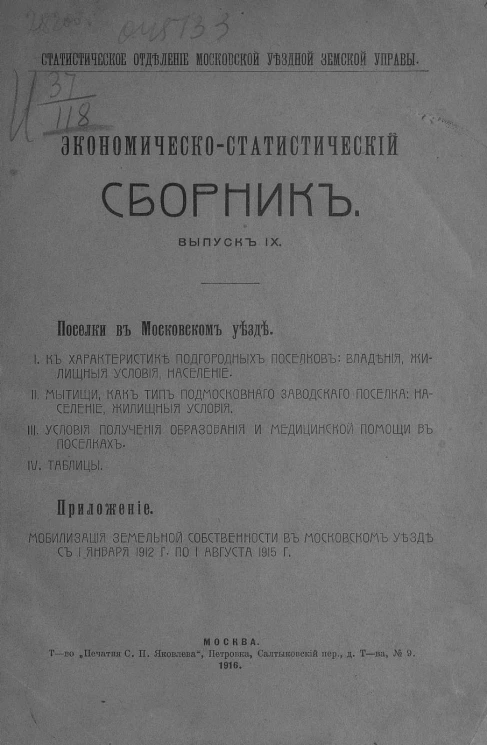 СТАТИСТИЧЕСКОЕ ОТДѢЛЕНІЕ МОСКОВСКОЙ УѢЗДНОЙ ЗЕМСКОЙ УПРАВЫ.
37
118
ЭКОНОМИЧЕСКО-СТАТИСТИЧЕСКІЙ
СБОРНИКЪ.
ВЫПУСКЪ IX.
Поселки въ Московскомъ уѣздѣ.
I. КЪ ХАРАКТЕРИСТИКѢ ПОДГОРОДНЫХЪ ПОСЕЛКОВЪ: ВЛАДѢНІЯ, ЖИ-
ЛИЩНЫЯ УСЛОВІЯ, НАСЕЛЕНІЕ.
II. МЫТИЩИ, КАКЪ ТИПЪ ПОДМОСКОВНАГО ЗАВОДСКАГО ПОСЕЛКА: НА-
СЕЛЕНІЕ, ЖИЛИЩНЫЯ УСЛОВІЯ.
III. УСЛОВІЯ ПОЛУЧЕНІЯ ОБРАЗОВАНІЯ И МЕДИЦИНСКОЙ ПОМОЩИ ВЪ
ПОСЕЛКАХЪ.
IV. ТАБЛИЦЫ.
Приложеніе.
МОБИЛИЗАЦІЯ ЗЕМЕЛЬНОЙ СОБСТВЕННОСТИ ВЪ МОСКОВСКОМЪ УѢЗДѢ
СЪ 1 ЯНВАРЯ 1912 Г. ПО 1 АВГУСТА 1915 Г.
МОСКВА.
Т—во „Печатня С. П. Яковлева", Петровка, Салтыковскій пер., д. Т—ва, № 9.
1916.